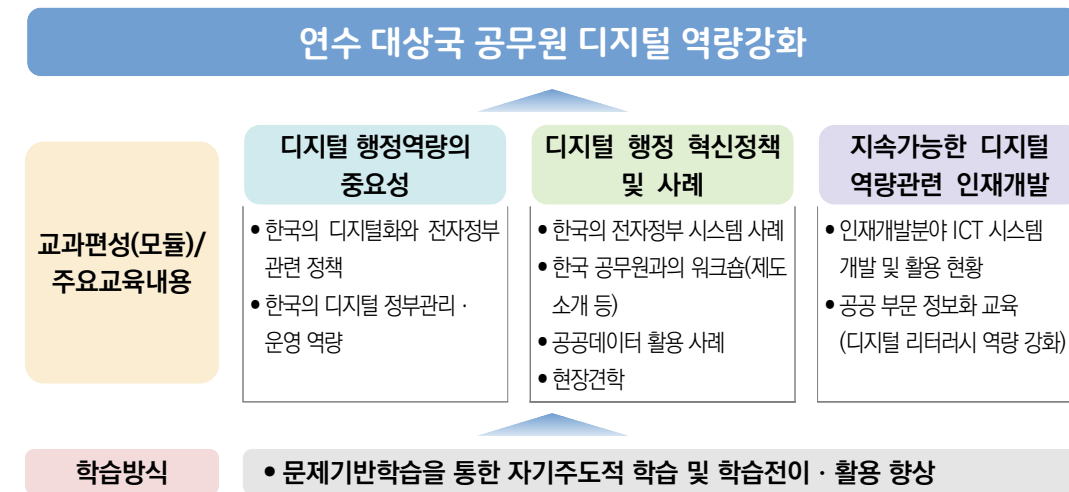 연수 대상국 공무원 디지털 역량강화
교과편성(모듈)/
주요교육내용
디지털 행정역량의
중요성
• 한국의 디지털화와 전자정부
관련 정책
• 한국의 디지털 정부관리 ·
운영 역량
디지털 행정 혁신정책
및 사례
• 한국의 전자정부 시스템 사례
• 한국 공무원과의 워크숍(제도
소개 등)
• 공공데이터 활용 사례
• 현장견학
지속가능한 디지털
역량관련 인재개발
• 인재개발분야 ICT 시스템
개발 및 활용 현황
• 공공 부문 정보화 교육
(디지털 리터러시 역량 강화)
학습방식
• 문제기반학습을 통한 자기주도적 학습 및 학습전이 · 활용 향상